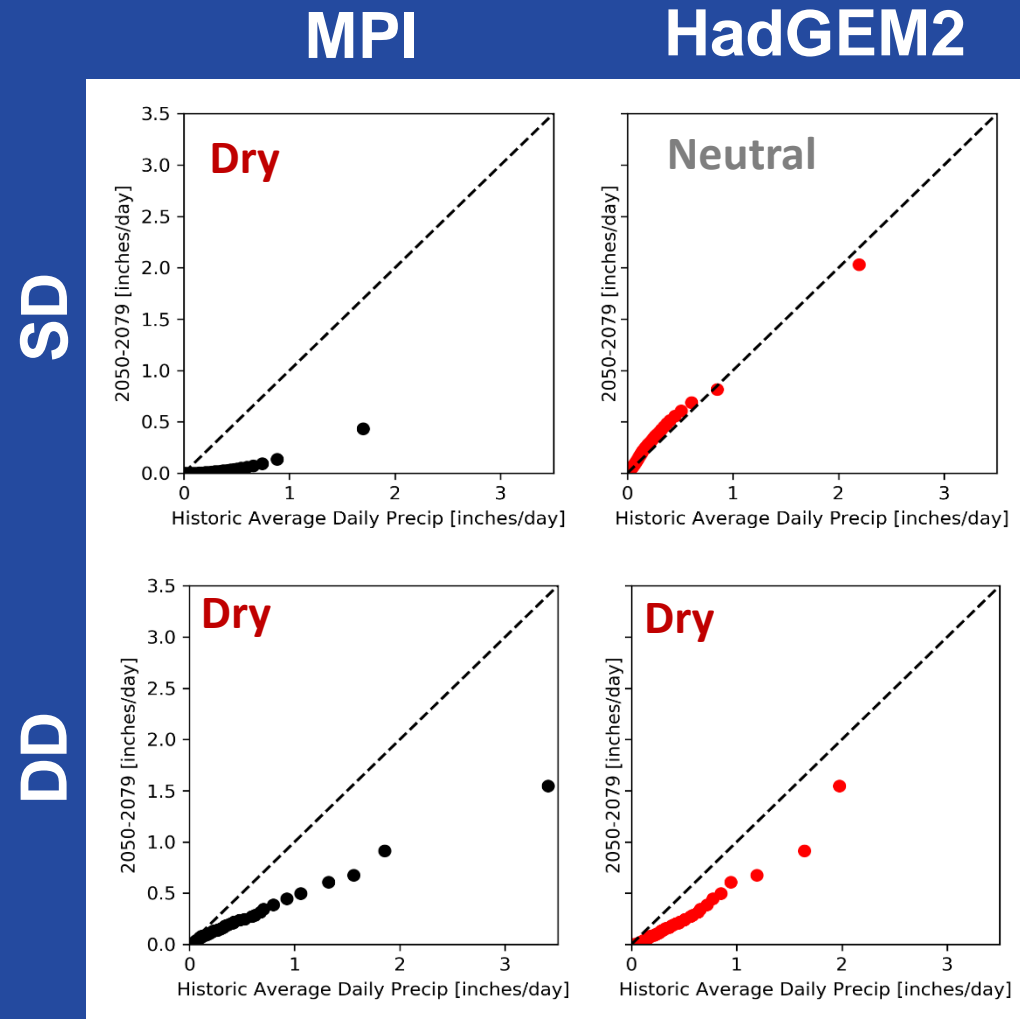 MPI
HadGEM2
SD
3.5
3.0
2.5
2.0
1.5
1.0
0.5
0.0
2050-2079 [inches/day]
Dry
0 1 2 3
Historic Average Daily Precip [inches/day]
2050-2079 [inches/day]
Neutral
0 1 2 3
Historic Average Daily Precip [inches/day]
DD
3.5
3.0
2.5
2.0
1.5
1.0
0.5
0.0
2050-2079 [inches/day]
Dry
0 1 2 3
Historic Average Daily Precip [inches/day]
2050-2079 [inches/day]
Dry
0 1 2 3
Historic Average Daily Precip [inches/day]